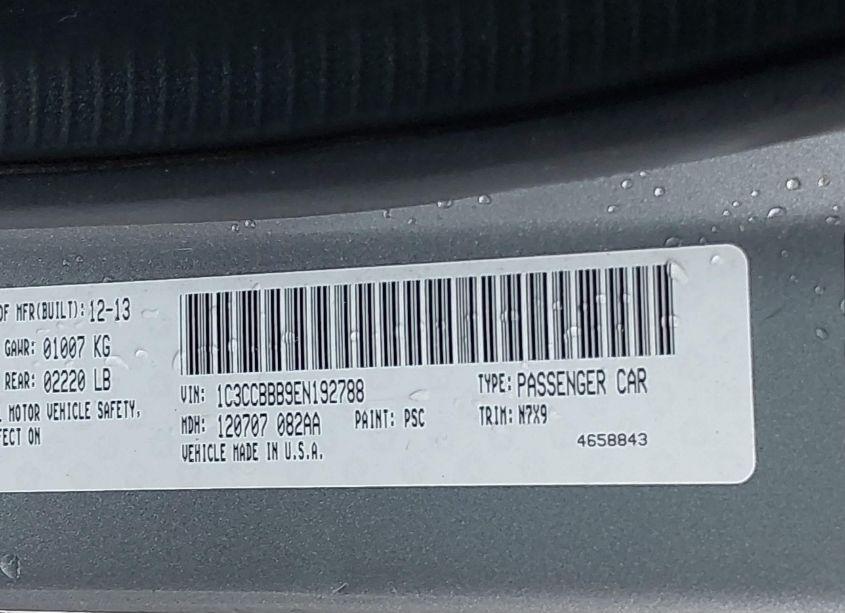 OF MFR(BUILT): 12-13
GAWR: 01007 KG
REAR: 02220 LB
MOTOR VEHICLE SAFETY,
FECT ON
VIN: 1C3CCBBB9EN192788
TYPE: PASSENGER CAR
MDH: 120707 082AA PAINT: PSC
TRIM: N7X9
VEHICLE MADE IN U.S.A.
4658843